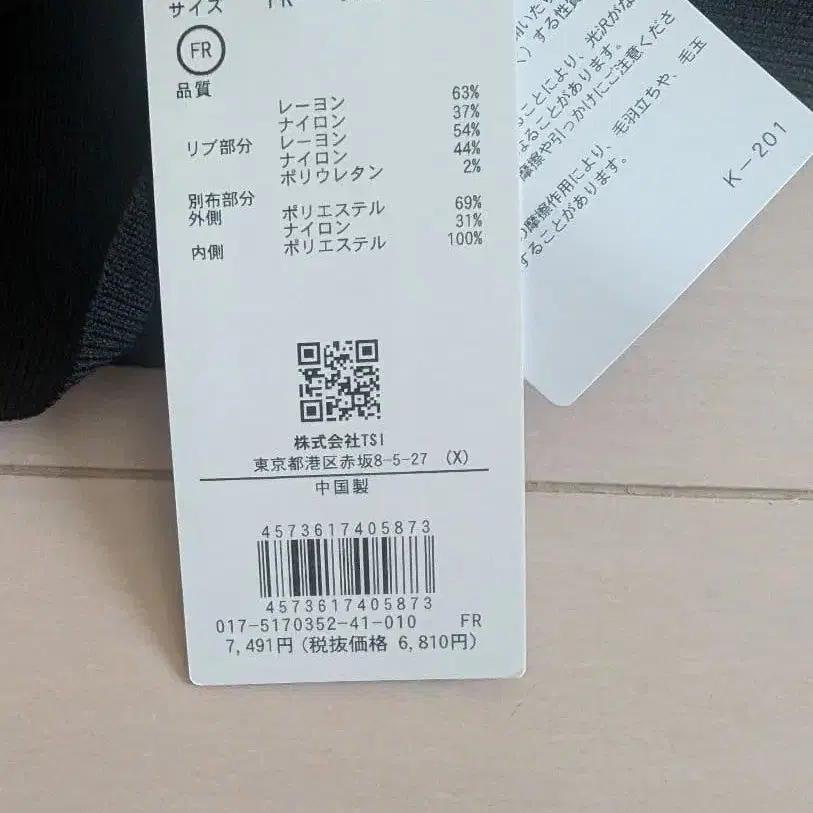 サイズ FR
FR
品質
レーヨン 63%
ナイロン 37%
リブ部分 レーヨン 54%
ナイロン 44%
ポリウレタン 2%
別布部分
外側 ポリエステル 69%
ナイロン 31%
内側 ポリエステル 100%
株式会社TSI
東京都港区赤坂8-5-27 (X)
中国製
4573617405873
4573617405873
017-5170352-41-010 FR
7,491円(税抜価格 6,810円)
する性質
ことにより、光沢がな
なることがあります。
摩擦や引っかけにご注意くださ
摩擦作用により、毛羽立ちや、毛玉
することがあります。
K-201